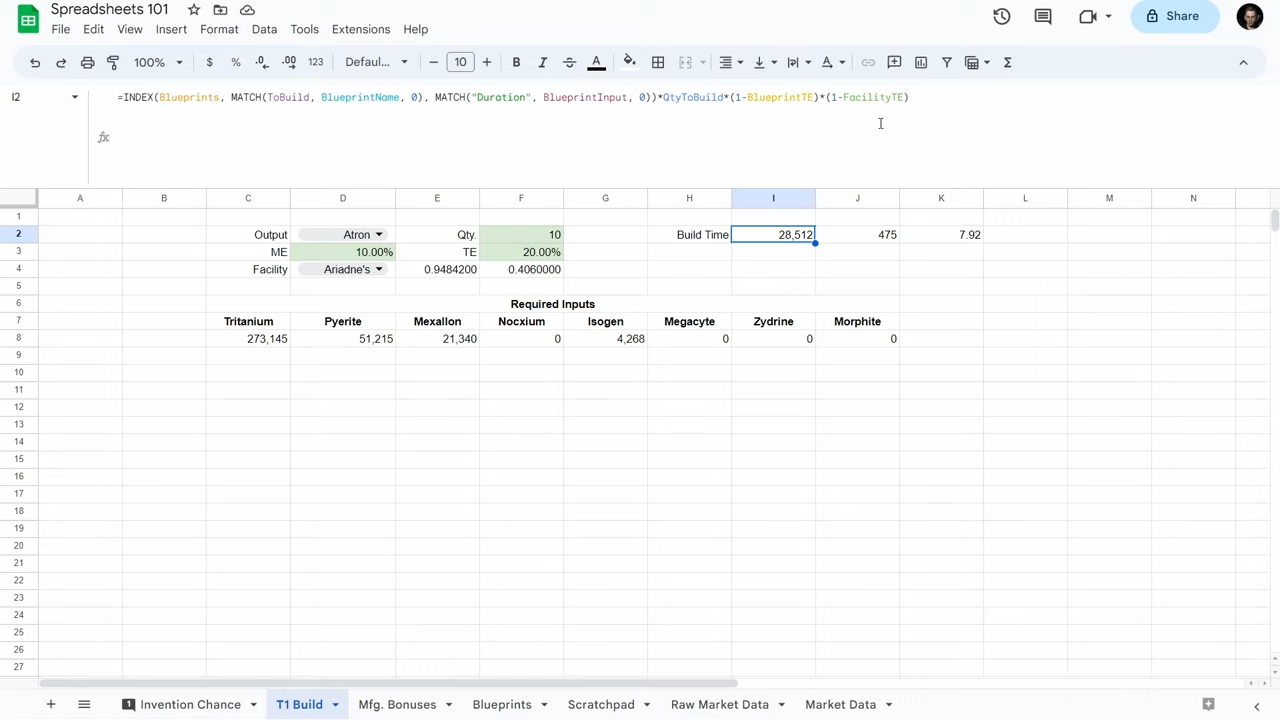 Spreadsheets 101
File Edit View Insert Format Data Tools Extensions Help
Share
100% $ % .0 .00 123 Defaul... 10 B I A Σ
I2
=INDEX(Blueprints, MATCH(ToBuild, BlueprintName, 0), MATCH("Duration", BlueprintInput, 0))*QtyToBuild*(1-BlueprintTE)*(1-FacilityTE)
fx
A B C D E F G H I J K L M N
1
2 Output Atron Qty. 10 Build Time 28,512 475 7.92
3 ME 10.00% TE 20.00%
4 Facility Ariadne's 0.9484200 0.4060000
5
6 Required Inputs
7 Tritanium Pyerite Mexallon Nocxium Isogen Megacyte Zydrine Morphite
8 273,145 51,215 21,340 0 4,268 0 0 0
9
10
11
12
13
14
15
16
17
18
19
20
21
22
23
24
25
26
27
1 Invention Chance T1 Build Mfg. Bonuses Blueprints Scratchpad Raw Market Data Market Data